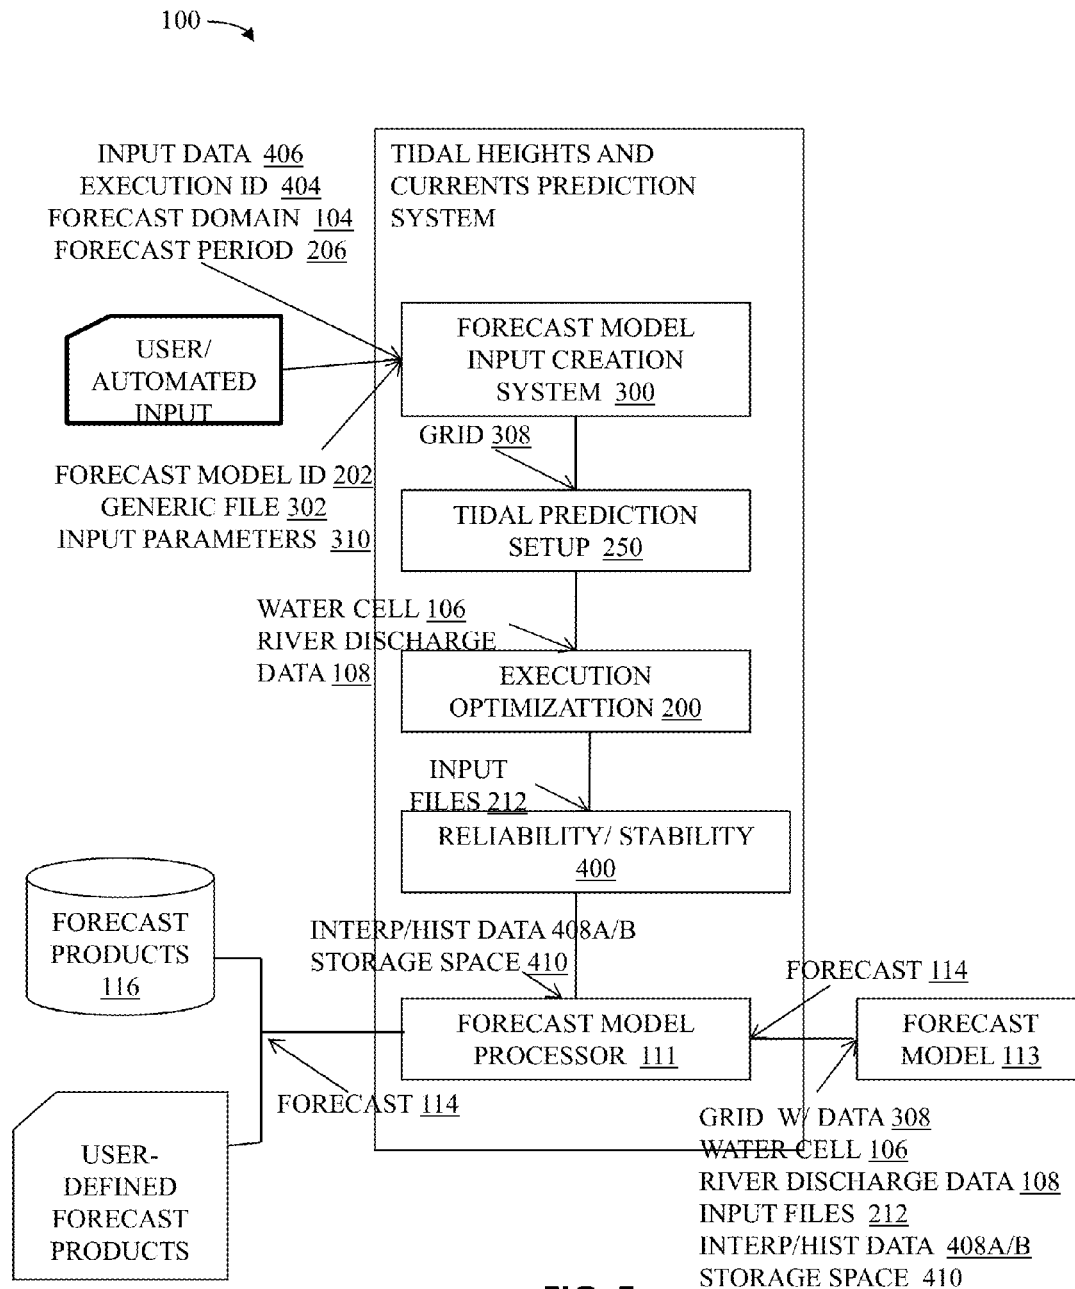 100
INPUT DATA 406
EXECUTION ID 404
FORECAST DOMAIN 104
FORECAST PERIOD 206
TIDAL HEIGHTS AND
CURRENTS PREDICTION
SYSTEM
USER/
AUTOMATED
INPUT
FORECAST MODEL
INPUT CREATION
SYSTEM 300
GRID 308
FORECAST MODEL ID 202
GENERIC FILE 302
INPUT PARAMETERS 310
TIDAL PREDICTION
SETUP 250
WATER CELL 106
RIVER DISCHARGE
DATA 108
EXECUTION
OPTIMIZATTION 200
INPUT
FILES 212
RELIABILITY/ STABILITY
400
FORECAST
PRODUCTS
116
INTERP/HIST DATA 408A/B
STORAGE SPACE 410
FORECAST 114
FORECAST MODEL
PROCESSOR 111
FORECAST
MODEL 113
FORECAST 114
USER-
DEFINED
FORECAST
PRODUCTS
GRID W/ DATA 308
WATER CELL 106
RIVER DISCHARGE DATA 108
INPUT FILES 212
INTERP/HIST DATA 408A/B
STORAGE SPACE 410